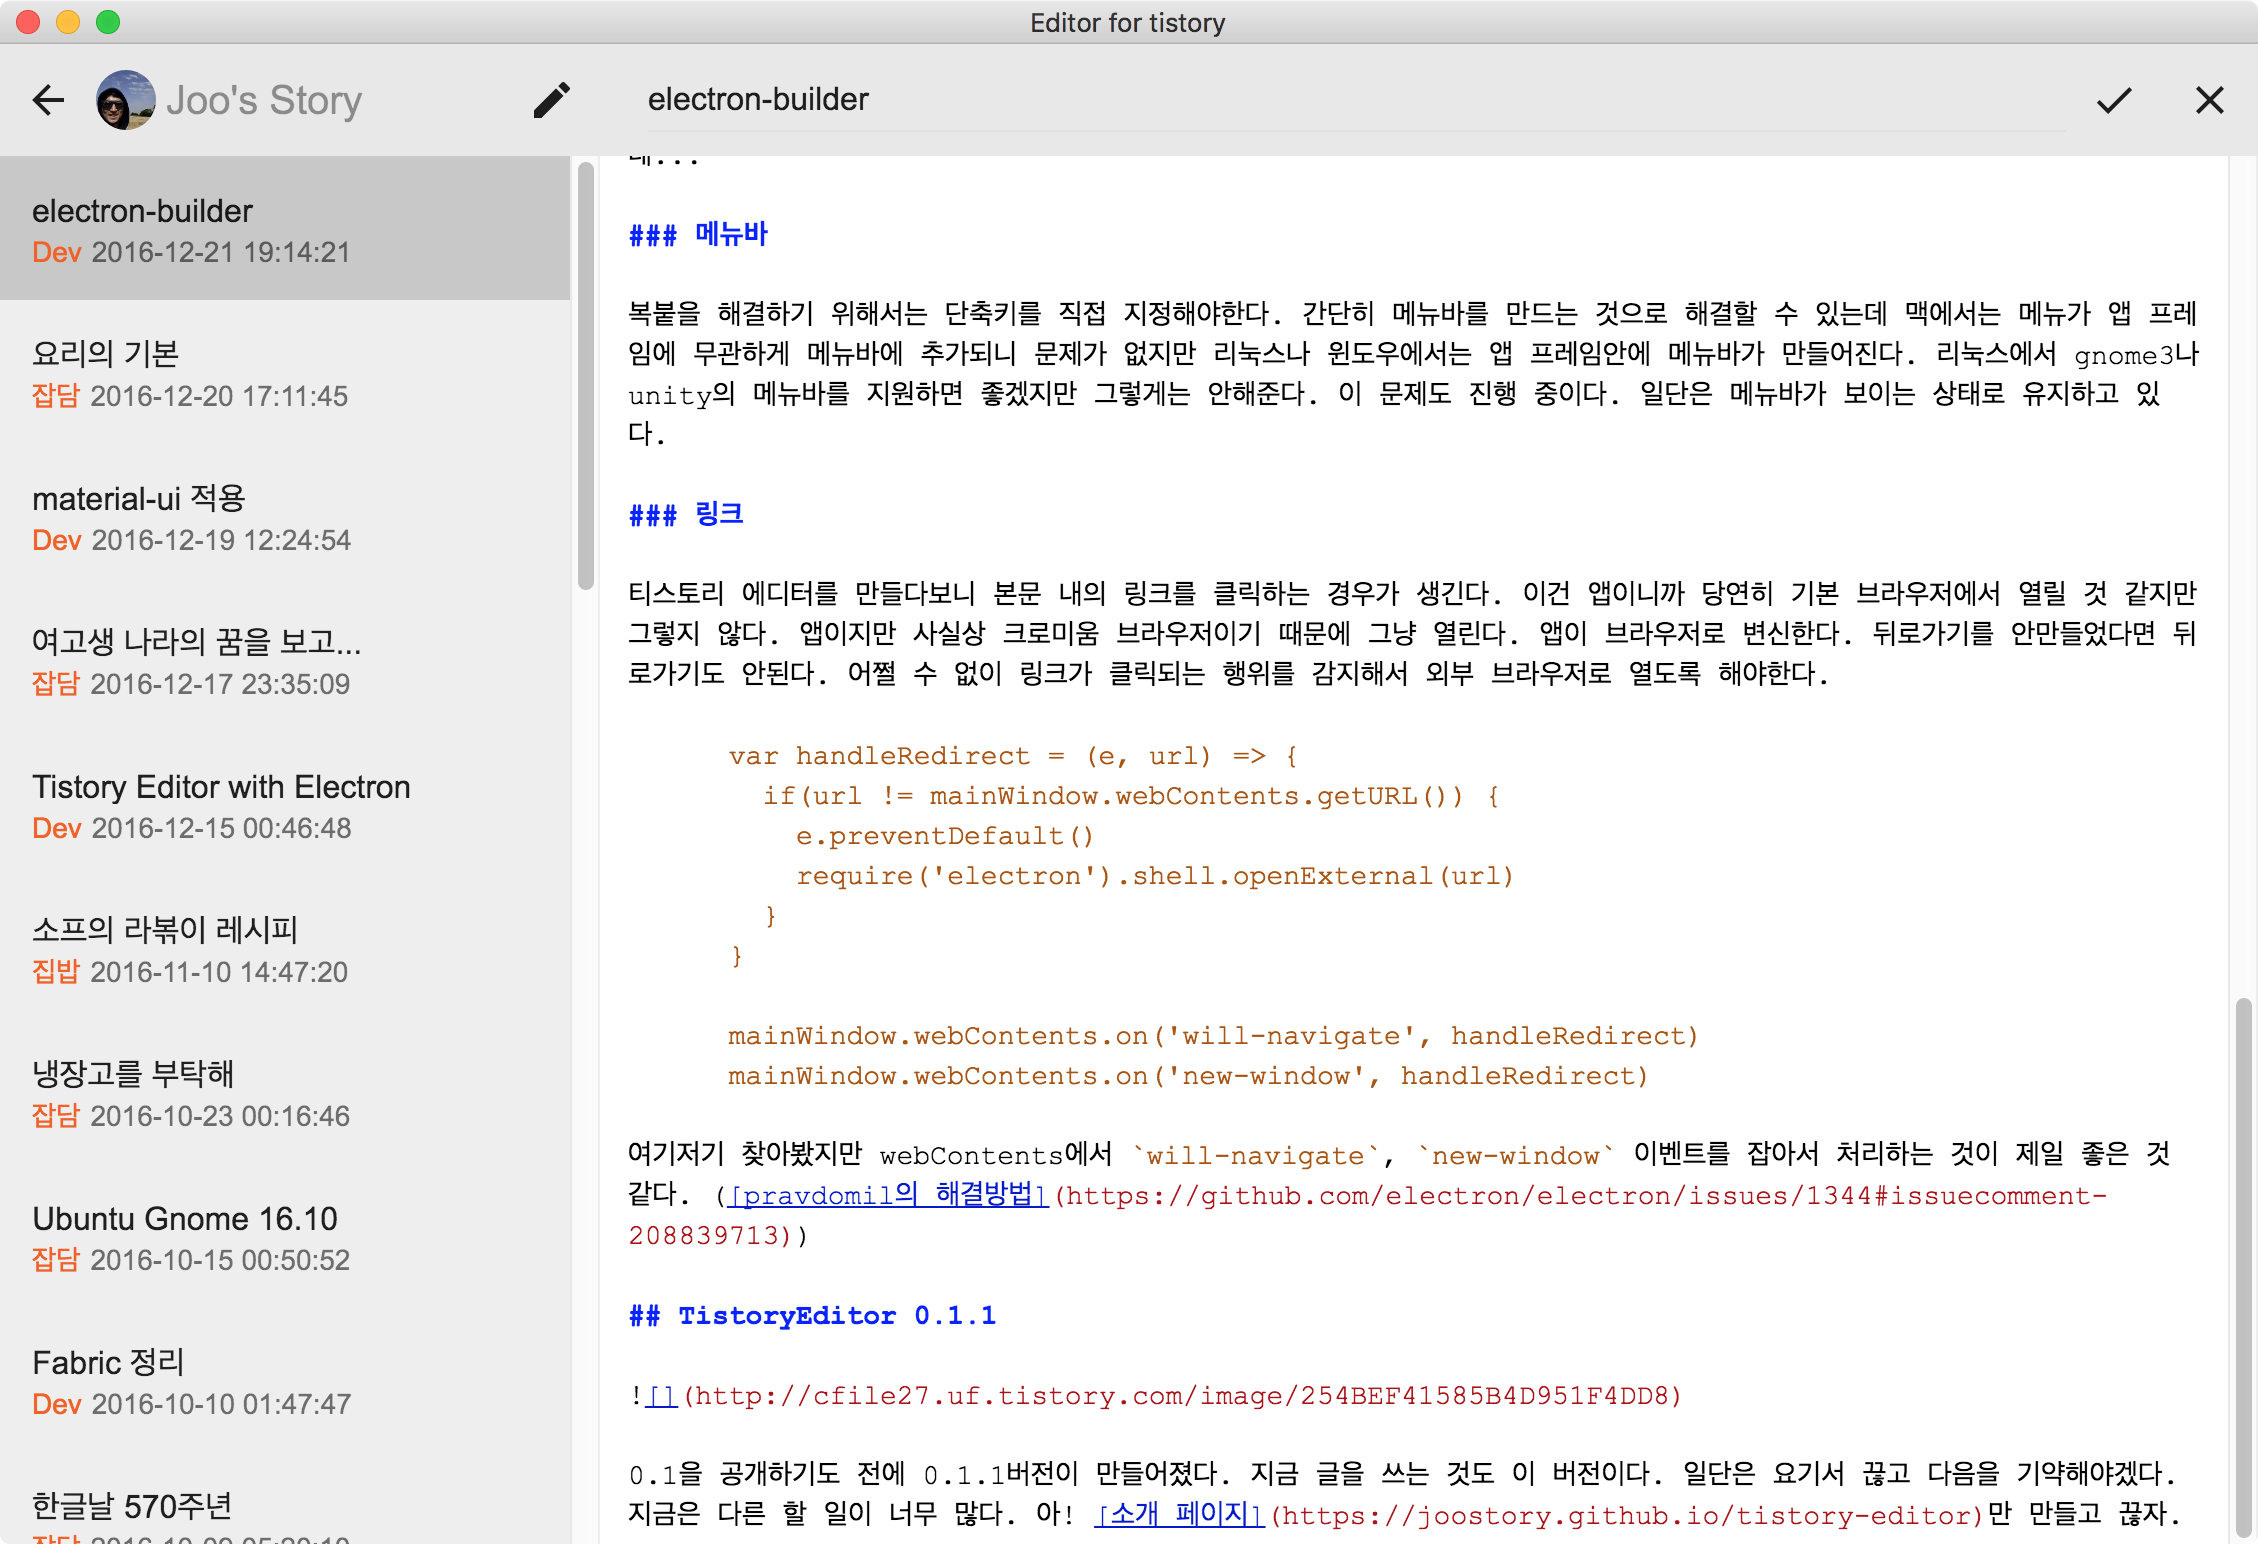 Editor for tistory
Joo's Story
electron-builder
electron-builder
Dev 2016-12-21 19:14:21
요리의 기본
잡담 2016-12-20 17:11:45
material-ui 적용
Dev 2016-12-19 12:24:54
여고생 나라의 꿈을 보고...
잡담 2016-12-17 23:35:09
Tistory Editor with Electron
Dev 2016-12-15 00:46:48
소프의 라볶이 레시피
집밥 2016-11-10 14:47:20
냉장고를 부탁해
잡담 2016-10-23 00:16:46
Ubuntu Gnome 16.10
잡담 2016-10-15 00:50:52
Fabric 정리
Dev 2016-10-10 01:47:47
한글날 570주년
### 메뉴바
복붙을 해결하기 위해서는 단축키를 직접 지정해야한다. 간단히 메뉴바를 만드는 것으로 해결할 수 있는데 맥에서는 메뉴가 앱 프레
임에 무관하게 메뉴바에 추가되니 문제가 없지만 리눅스나 윈도우에서는 앱 프레임안에 메뉴바가 만들어진다. 리눅스에서 gnome3나
unity의 메뉴바를 지원하면 좋겠지만 그렇게는 안해준다. 이 문제도 진행 중이다. 일단은 메뉴바가 보이는 상태로 유지하고 있
다.
### 링크
티스토리 에디터를 만들다보니 본문 내의 링크를 클릭하는 경우가 생긴다. 이건 앱이니까 당연히 기본 브라우저에서 열릴 것 같지만
그렇지 않다. 앱이지만 사실상 크로미움 브라우저이기 때문에 그냥 열린다. 앱이 브라우저로 변신한다. 뒤로가기를 안만들었다면 뒤
로가기도 안된다. 어쩔 수 없이 링크가 클릭되는 행위를 감지해서 외부 브라우저로 열도록 해야한다.
var handleRedirect = (e, url) => {
if(url != mainWindow.webContents.getURL()) {
e.preventDefault()
require('electron').shell.openExternal(url)
}
}
mainWindow.webContents.on('will-navigate', handleRedirect)
mainWindow.webContents.on('new-window', handleRedirect)
여기저기 찾아봤지만 webContents에서 `will-navigate`, `new-window` 이벤트를 잡아서 처리하는 것이 제일 좋은 것
같다. ([pravdomil의 해결방법](https://github.com/electron/electron/issues/1344#issuecomment-
208839713))
## TistoryEditor 0.1.1
![](http://cfile27.uf.tistory.com/image/254BEF41585B4D951F4DD8)
0.1을 공개하기도 전에 0.1.1버전이 만들어졌다. 지금 글을 쓰는 것도 이 버전이다. 일단은 요기서 끊고 다음을 기약해야겠다.
지금은 다른 할 일이 너무 많다. 아! [소개 페이지](https://joostory.github.io/tistory-editor)만 만들고 끊자.